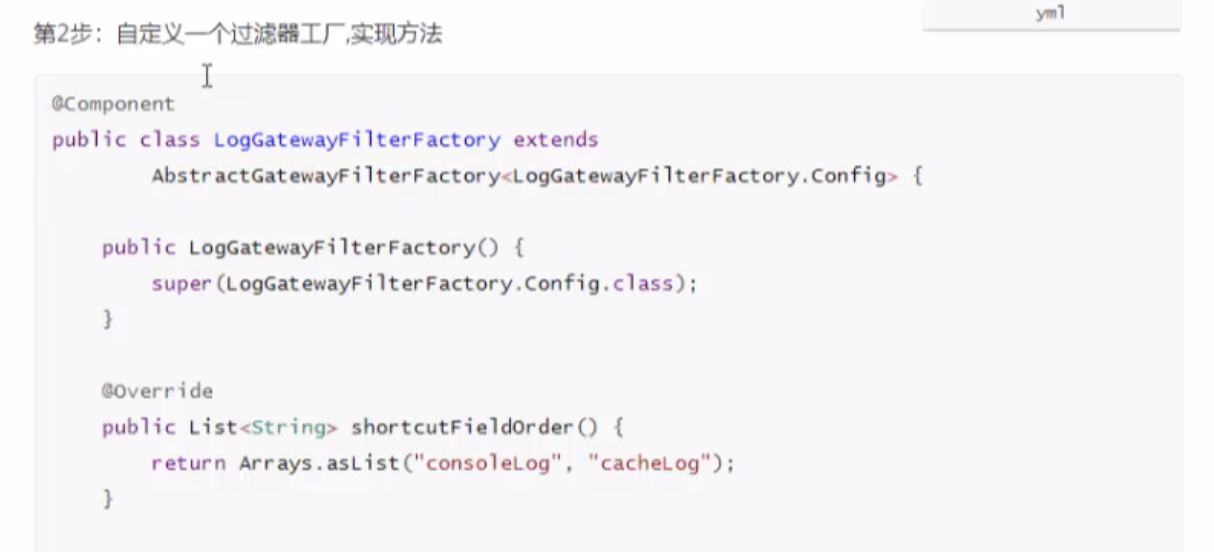 yml
第2步：自定义一个过滤器工厂,实现方法
@Component
public class LogGatewayFilterFactory extends
AbstractGatewayFilterFactory<LogGatewayFilterFactory.Config> {
public LogGatewayFilterFactory() {
super(LogGatewayFilterFactory.Config.class);
}
@Override
public List<String> shortcutFieldOrder() {
return Arrays.asList("consoleLog", "cacheLog");
}